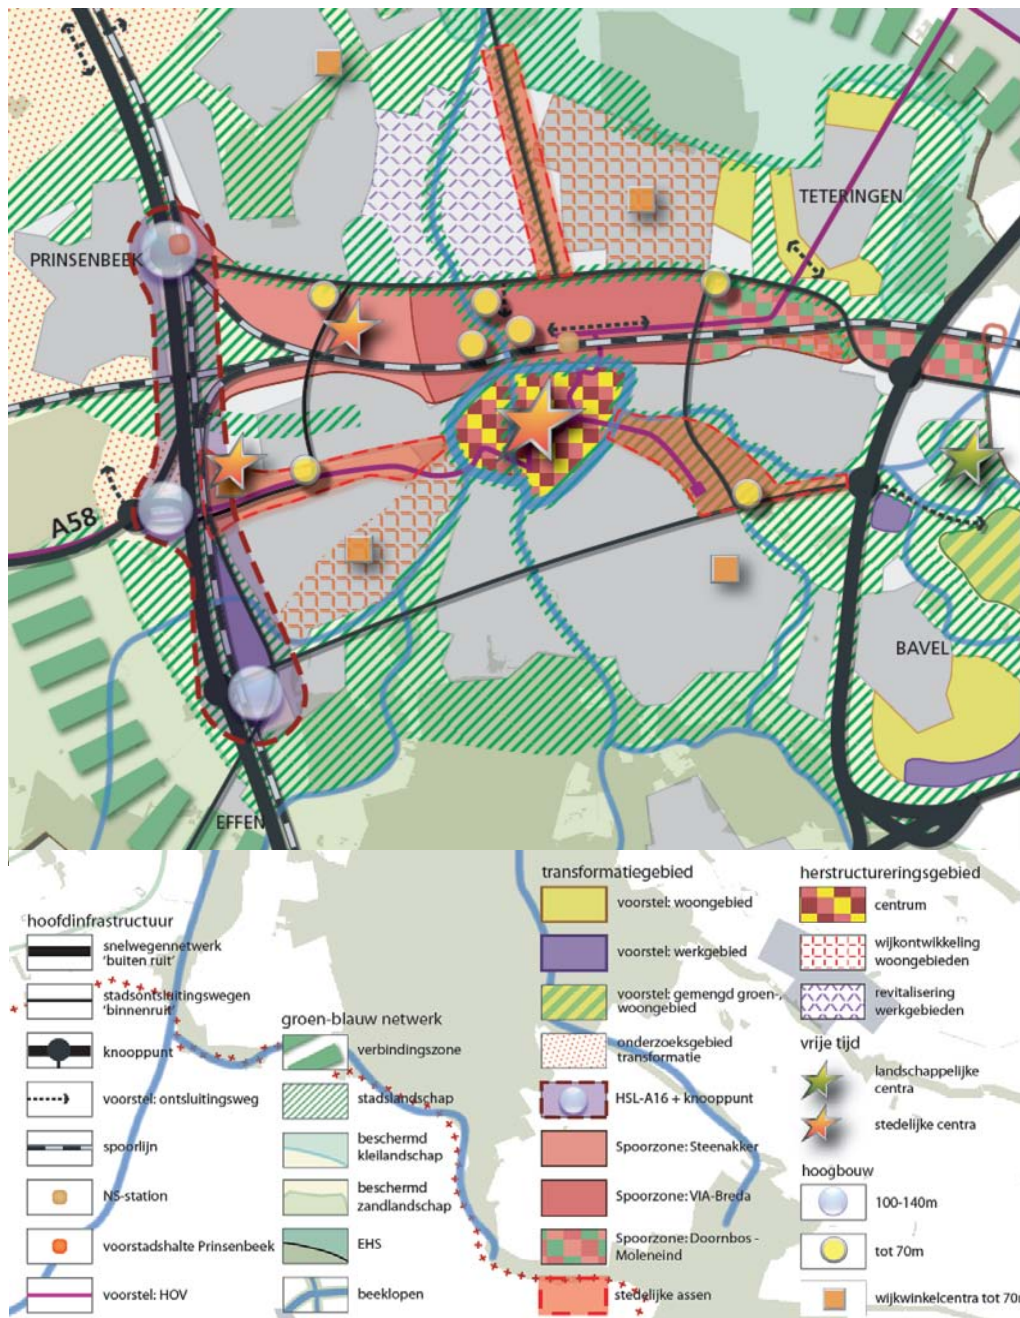 TETERINGEN
PRINSENBEEK
A58
BAVEL
EFFEN
hoofdinfrastructuur
snelwegennetwerk
'buiten ruit'
stadsontsluitingswegen
'binnenruit'
knooppunt
voorstel: ontsluitingsweg
spoorlijn
NS-station
voorstadshalte Prinsenbeek
voorstel: HOV
groen-blauw netwerk
verbindingszone
stadslandschap
beschermd
kleilandschap
beschermd
zandlandschap
EHS
beeklopen
transformatiegebied
voorstel: woongebied
voorstel: werkgebied
voorstel: gemengd groen-,
woongebied
onderzoeksgebied
transformatie
HSL-A16 + knooppunt
Spoorzone: Steenakker
Spoorzone: VIA-Breda
Spoorzone: Doornbos -
Moleneind
stedelijke assen
herstructureringsgebied
centrum
wijkontwikkeling
woongebieden
revitalisering
werkgebieden
vrije tijd
landschappelijke
centra
stedelijke centra
hoogbouw
100-140m
tot 70m
wijkwinkelcentra tot 70m